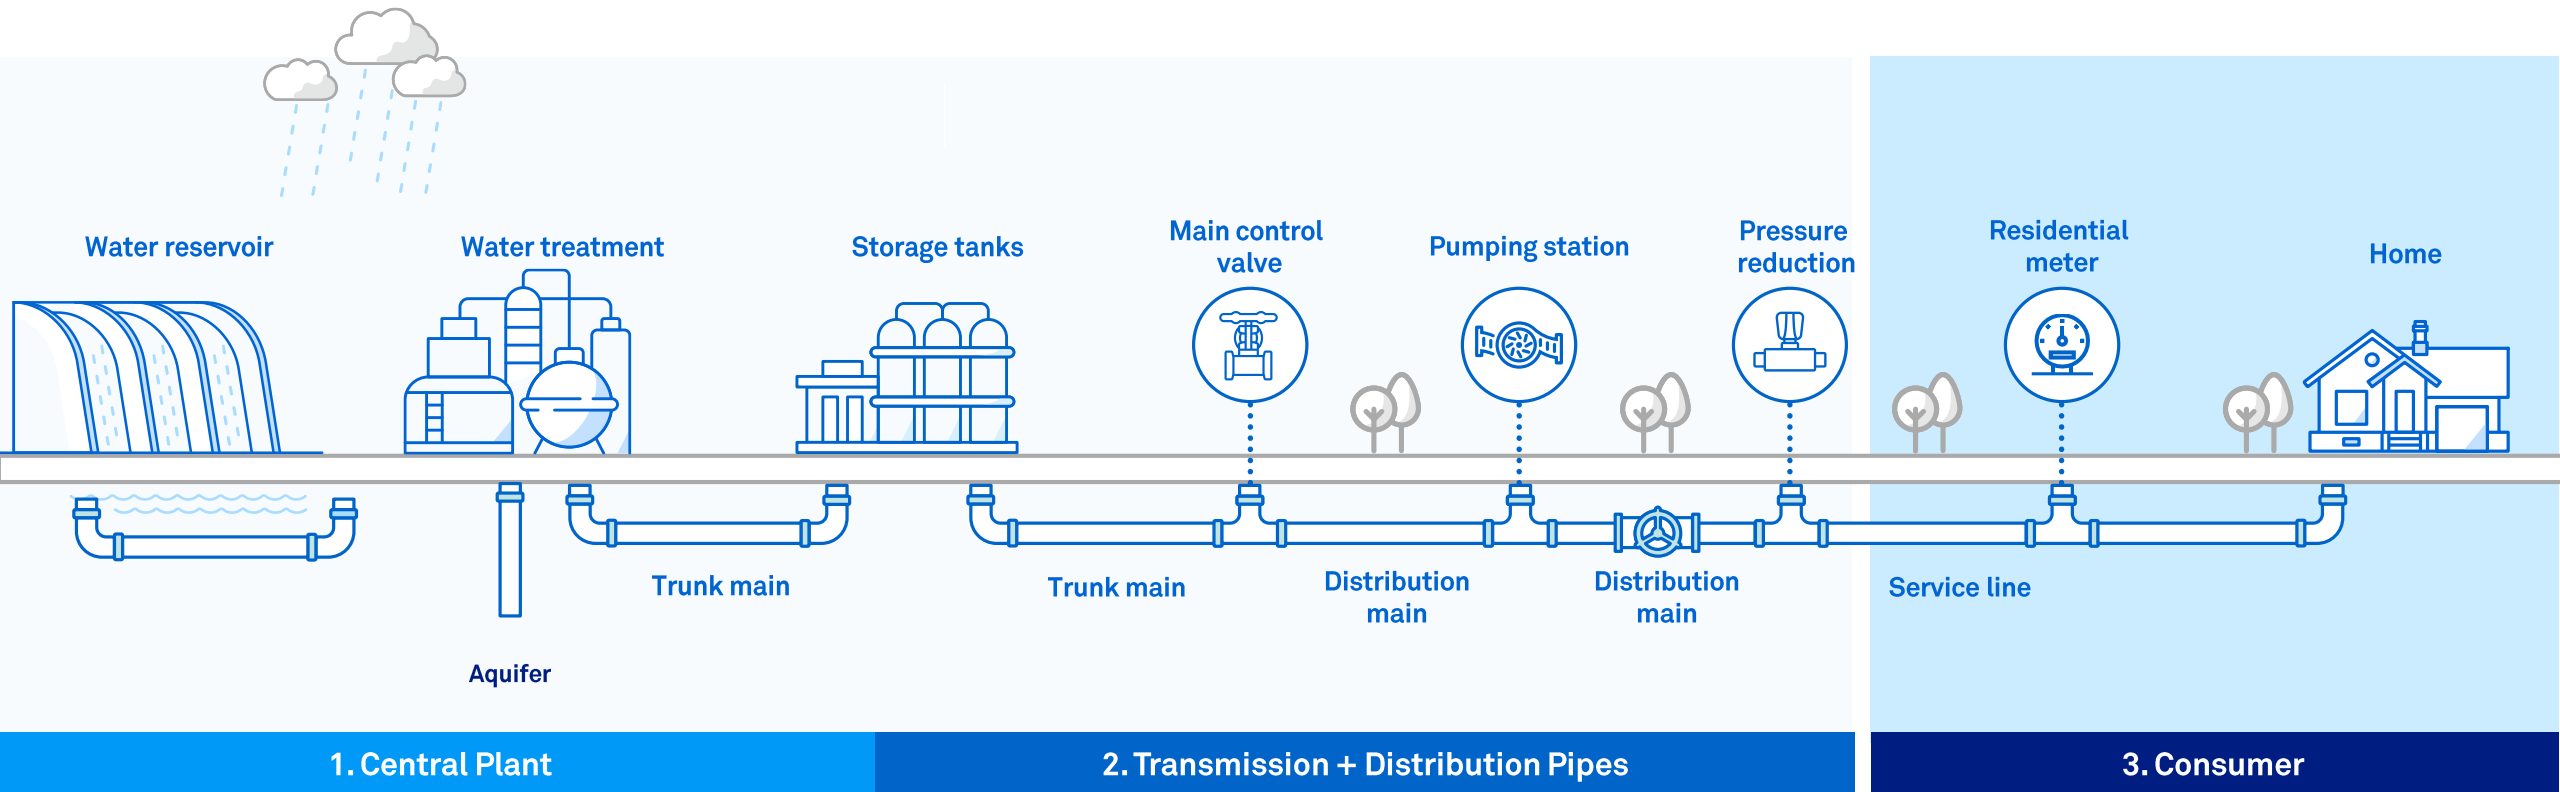 Water reservoir
Water treatment
Storage tanks
Main control
valve
Pumping station
Pressure
reduction
Residential
meter
Home
Trunk main
Trunk main
Distribution
main
Distribution
main
Service line
Aquifer
1. Central Plant
2. Transmission + Distribution Pipes
3. Consumer